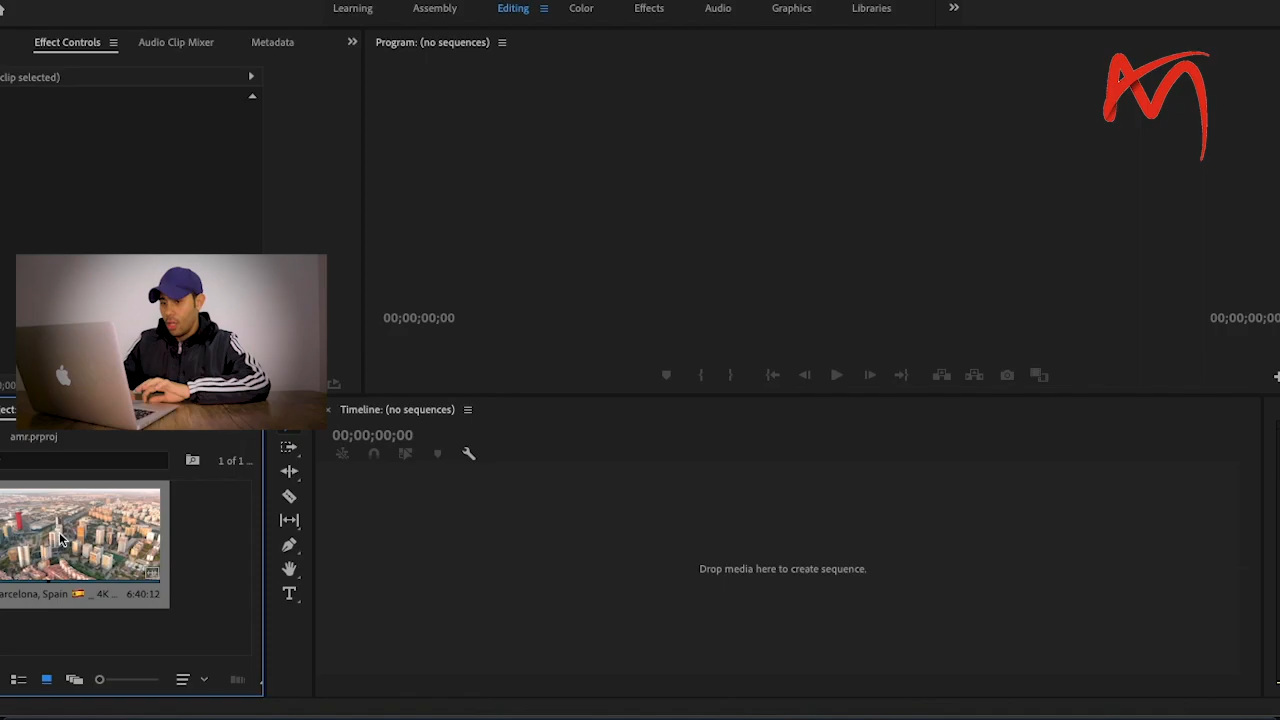 Learning Assembly Editing Color Effects Audio Graphics Libraries
Effect Controls Audio Clip Mixer Metadata
Program: (no sequences)
clip selected)
00;00;00;00
00;00;00;00
Timeline: (no sequences)
00;00;00;00
amr.prproj
1 of 1 ...
Drop media here to create sequence.
arcelona, Spain 🇪🇸 _ 4K ... 6:40:12